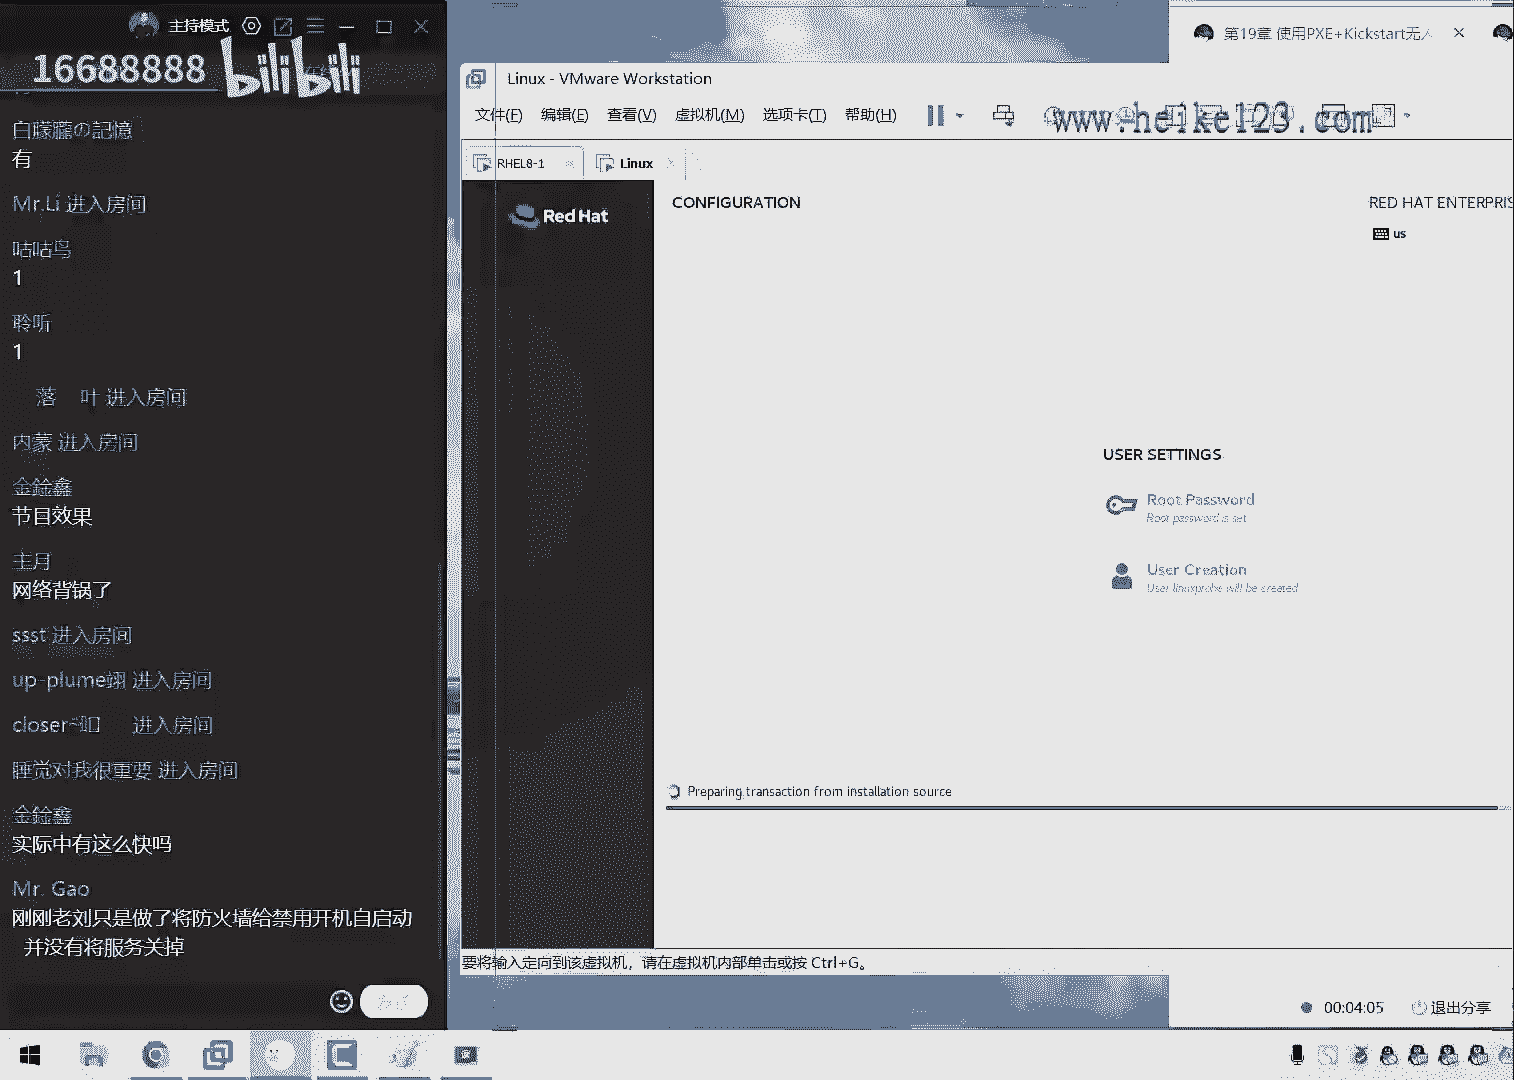 主持模式
16688888
bilibili
白曚朧の記憶
有
Mr.Li 进入房间
咕咕鸟
1
聆听
1
落 叶 进入房间
内蒙 进入房间
金銓鑫
节目效果
主月
网络背锅了
ssst 进入房间
up-plume翊 进入房间
closer 进入房间
睡觉对我很重要 进入房间
金銓鑫
实际中有这么快吗
Mr. Gao
刚刚老刘只是做了将防火墙给禁用开机自启动
并没有将服务关掉
第19章 使用PXE+Kickstart无人
Linux - VMware Workstation
文件(F) 编辑(E) 查看(V) 虚拟机(M) 选项卡(T) 帮助(H)
www.heike123.com
RHEL8-1
Linux
Red Hat
CONFIGURATION
RED HAT ENTERPRIS
us
USER SETTINGS
Root Password
Root password is set
User Creation
User linuxprobe will be created
Preparing transaction from installation source
要将输入定向到该虚拟机，请在虚拟机内部单击或按 Ctrl+G。
00:04:05
退出分享